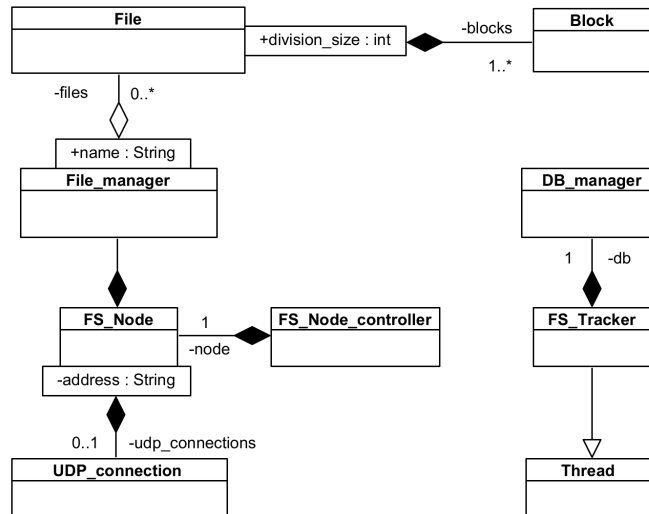 File
+division_size : int
-blocks
1..*
Block
-files
0..*
+name : String
File_manager
DB_manager
1
-db
FS_Node
1
-node
FS_Node_controller
FS_Tracker
-address : String
0..1
-udp_connections
UDP_connection
Thread